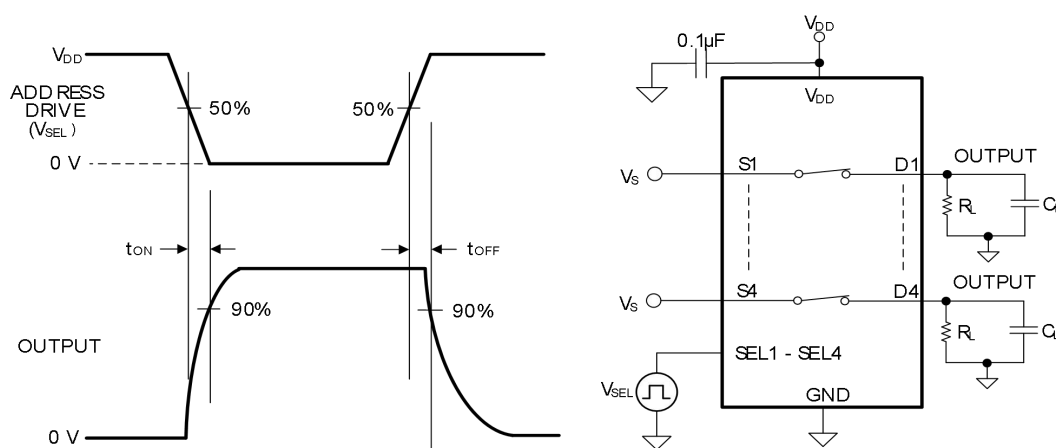 VDD
ADDRESS
DRIVE
(VSEL)
0 V
50%
50%
tON
tOFF
90%
90%
OUTPUT
0 V
VDD
0.1µF
VDD
VS
S1
D1
OUTPUT
RL
CL
VS
S4
D4
OUTPUT
RL
CL
SEL1 - SEL4
VSEL
GND